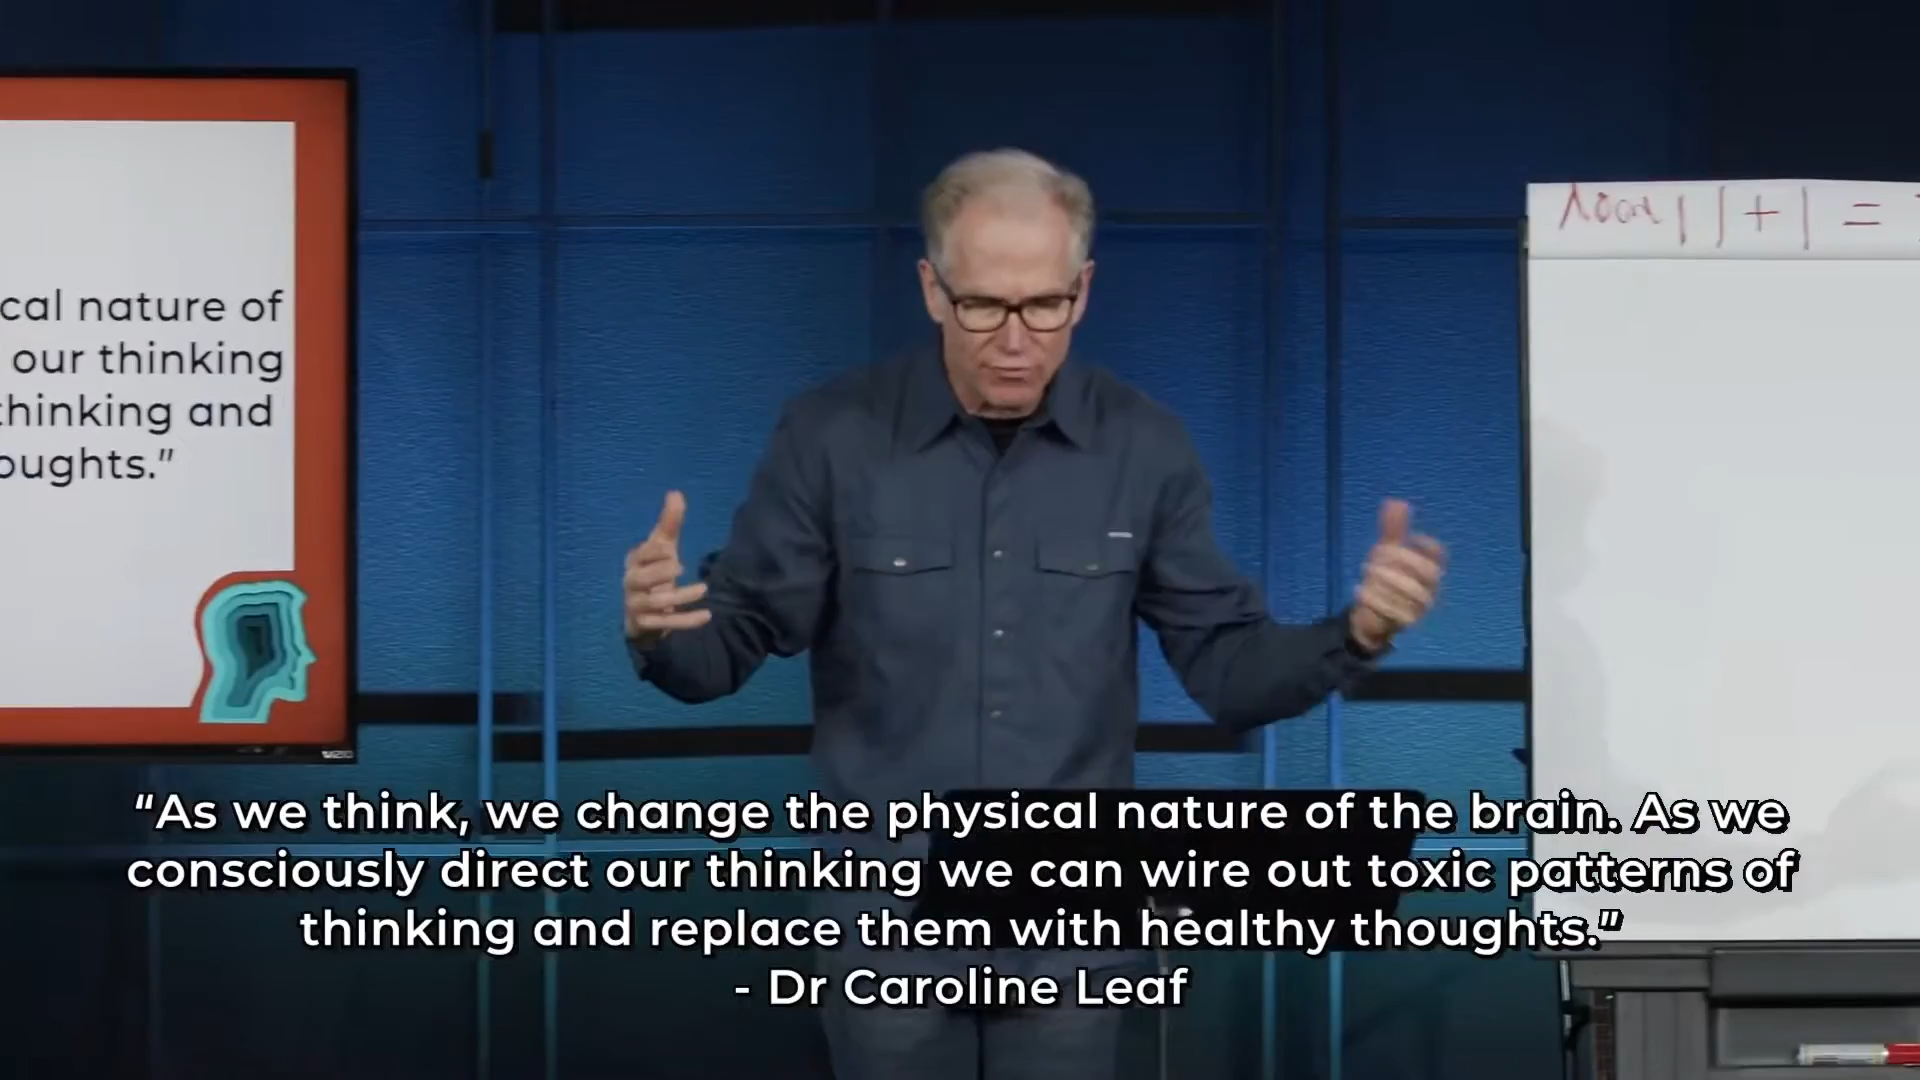 cal nature of
our thinking
thinking and
oughts."
| | + | =
VIZIO
“As we think, we change the physical nature of the brain. As we
consciously direct our thinking we can wire out toxic patterns of
thinking and replace them with healthy thoughts.”
- Dr Caroline Leaf